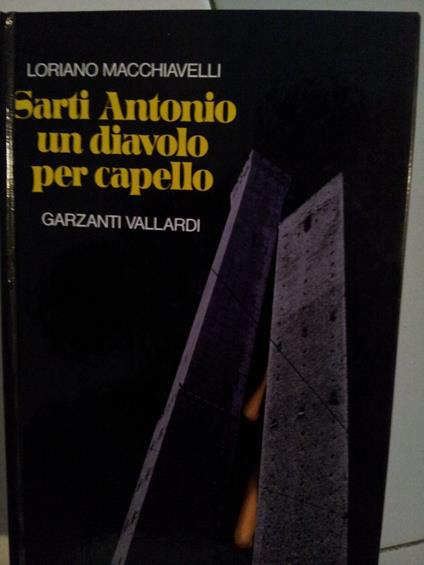 LORIANO MACCHIAVELLI
Sarti Antonio
un diavolo
per capello
GARZANTI VALLARDI